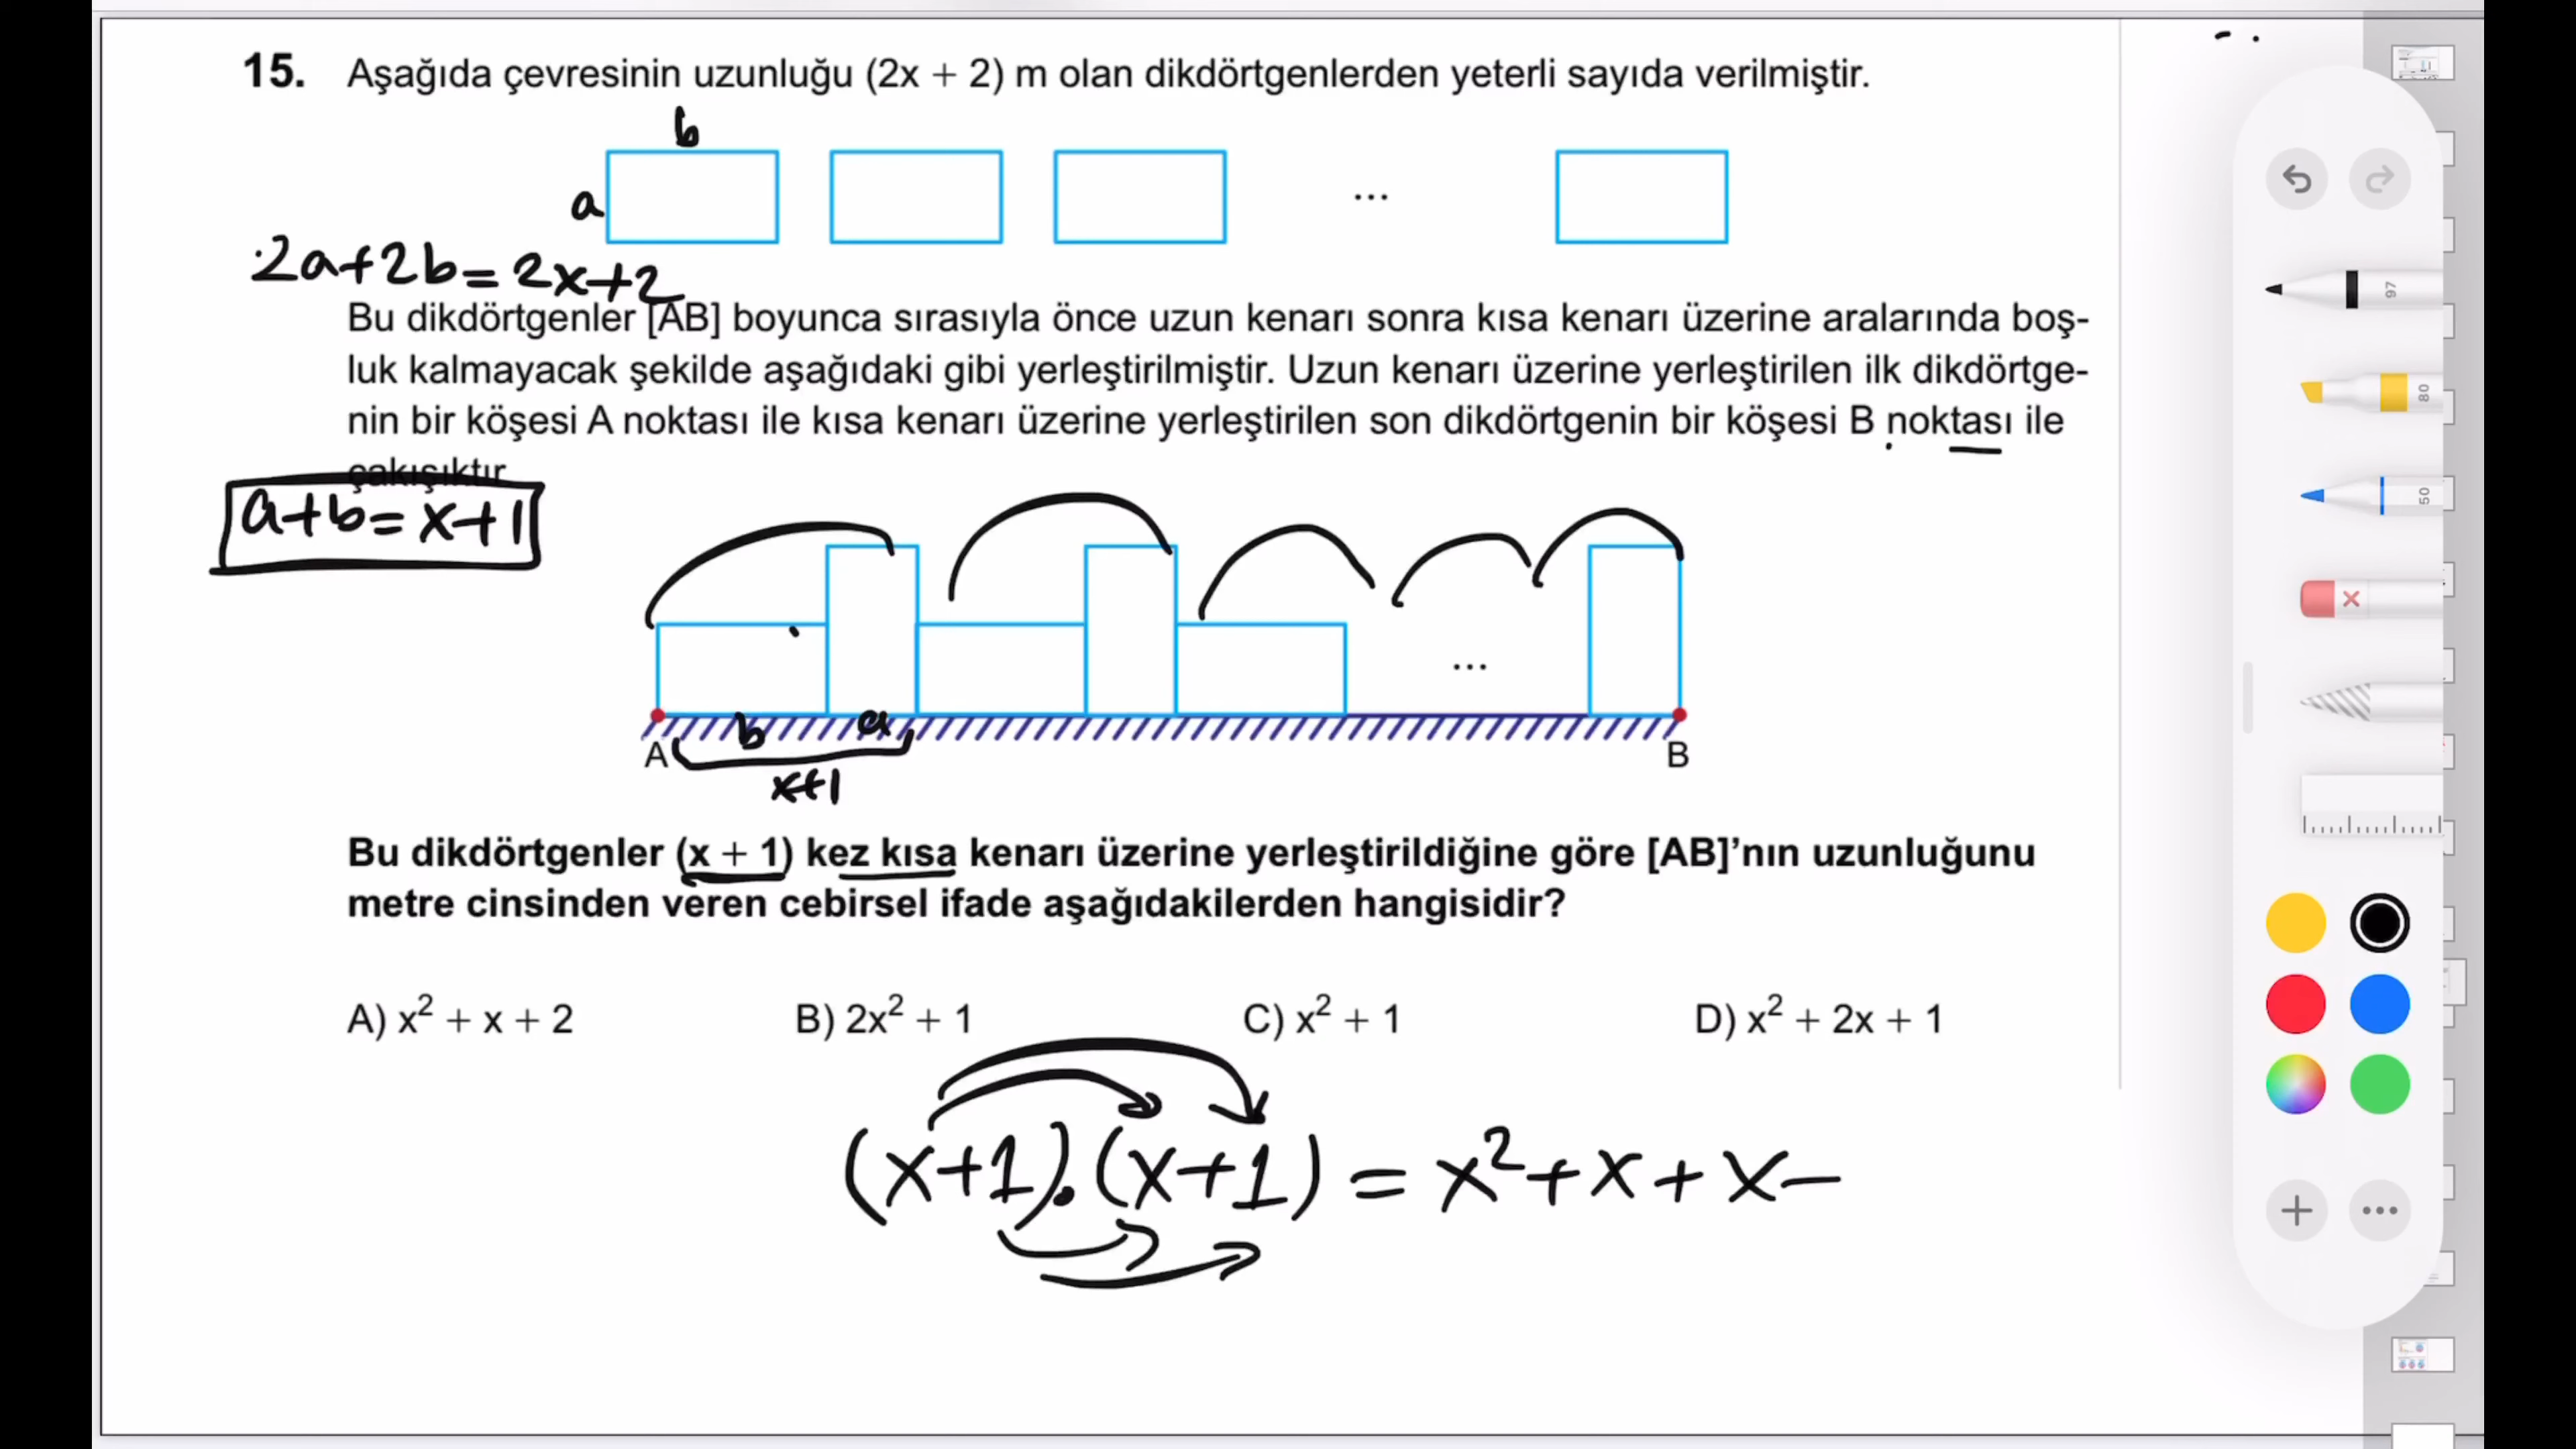 15. Aşağıda çevresinin uzunluğu (2x + 2) m olan dikdörtgenlerden yeterli sayıda verilmiştir.
b
a
...
2a+2b=2x+2
Bu dikdörtgenler [AB] boyunca sırasıyla önce uzun kenarı sonra kısa kenarı üzerine aralarında boş-
luk kalmayacak şekilde aşağıdaki gibi yerleştirilmiştir. Uzun kenarı üzerine yerleştirilen ilk dikdörtge-
nin bir köşesi A noktası ile kısa kenarı üzerine yerleştirilen son dikdörtgenin bir köşesi B noktası ile
çakışıktır
a+b=x+1
...
b a
A B
x+1
Bu dikdörtgenler (x + 1) kez kısa kenarı üzerine yerleştirildiğine göre [AB]'nın uzunluğunu
metre cinsinden veren cebirsel ifade aşağıdakilerden hangisidir?
A) x² + x + 2 B) 2x² + 1 C) x² + 1 D) x² + 2x + 1
(x+1).(x+1) = x²+x+x-
97
80
50